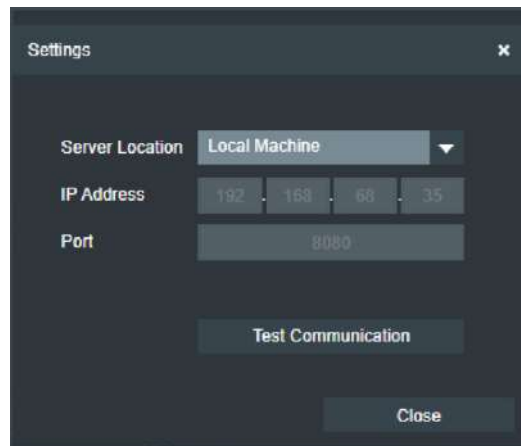 Settings ×
Server Location Local Machine
IP Address 192 . 168 . 68 . 35
Port 8080
Test Communication
Close